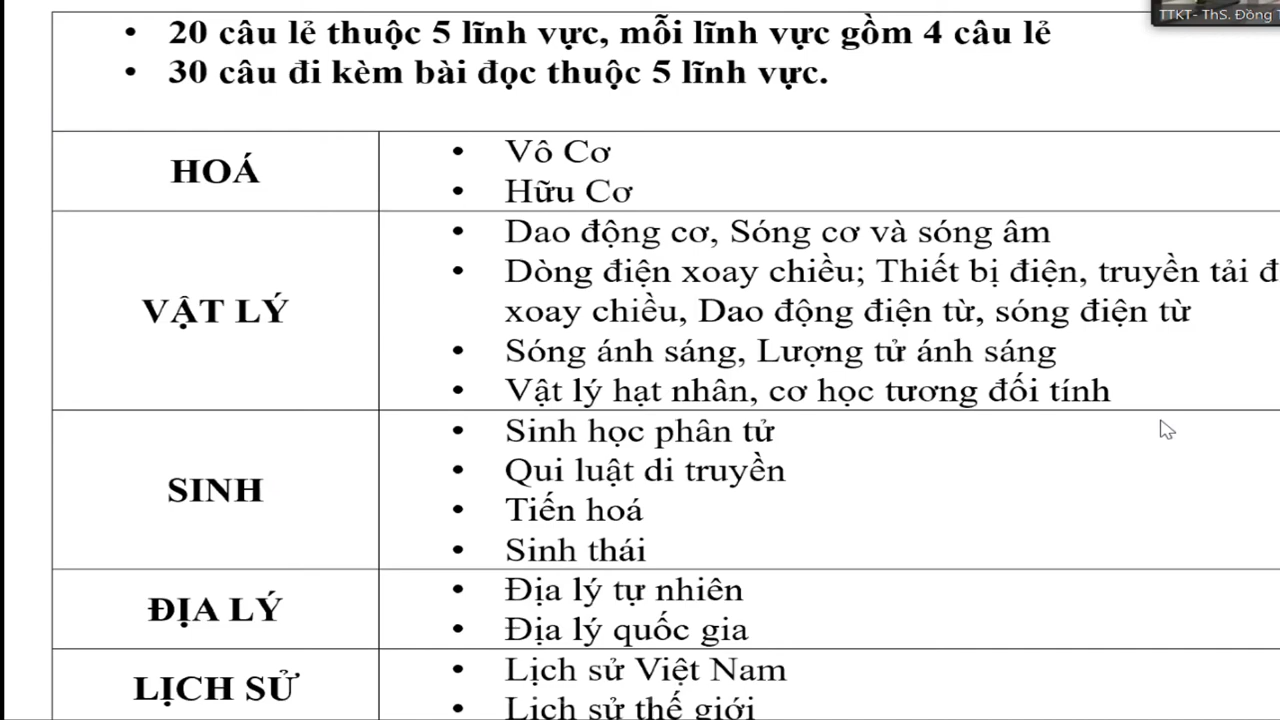 TTKT- ThS. Đồng
20 câu lẻ thuộc 5 lĩnh vực, mỗi lĩnh vực gồm 4 câu lẻ
30 câu đi kèm bài đọc thuộc 5 lĩnh vực.
HOÁ
Vô Cơ
Hữu Cơ
VẬT LÝ
Dao động cơ, Sóng cơ và sóng âm
Dòng điện xoay chiều; Thiết bị điện, truyền tải
xoay chiều, Dao động điện từ, sóng điện từ
Sóng ánh sáng, Lượng tử ánh sáng
Vật lý hạt nhân, cơ học tương đối tính
SINH
Sinh học phân tử
Qui luật di truyền
Tiến hoá
Sinh thái
ĐỊA LÝ
Địa lý tự nhiên
Địa lý quốc gia
LỊCH SỬ
Lịch sử Việt Nam
Lịch sử thế giới